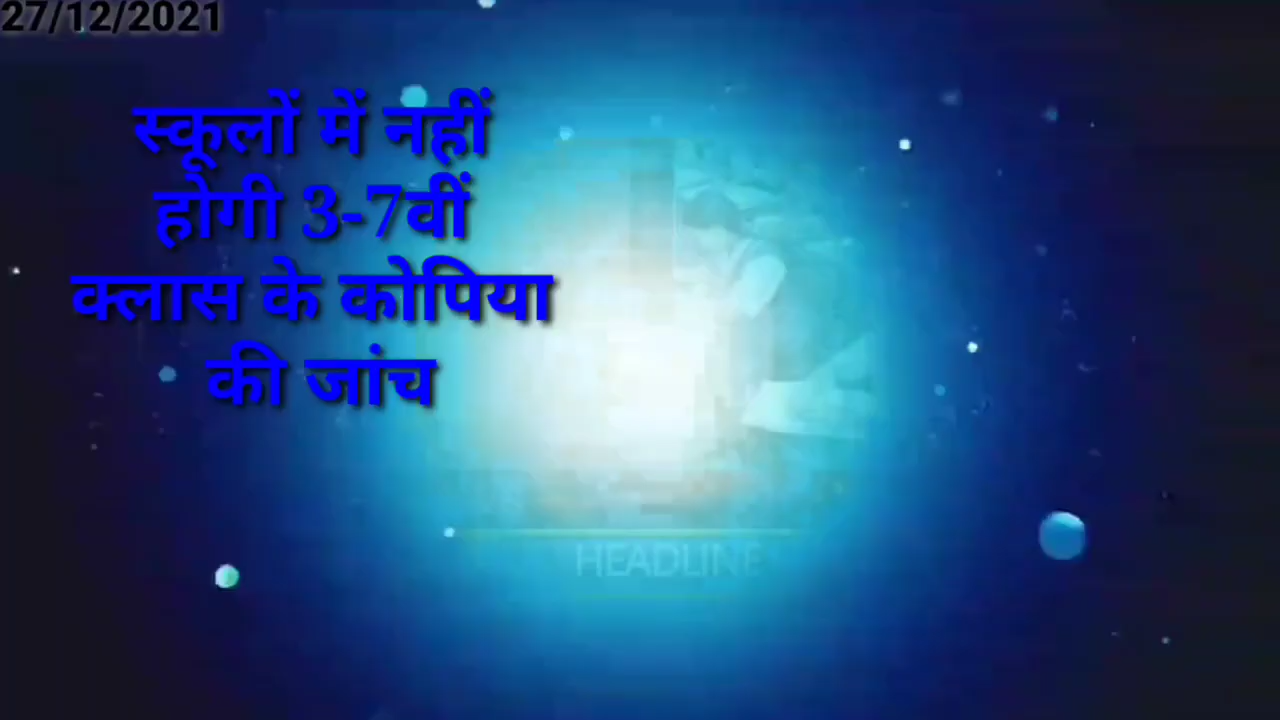 27/12/2021
स्कूलों में नहीं
होगी 3-7वीं
क्लास के कोपिया
की जांच
HEADLINE